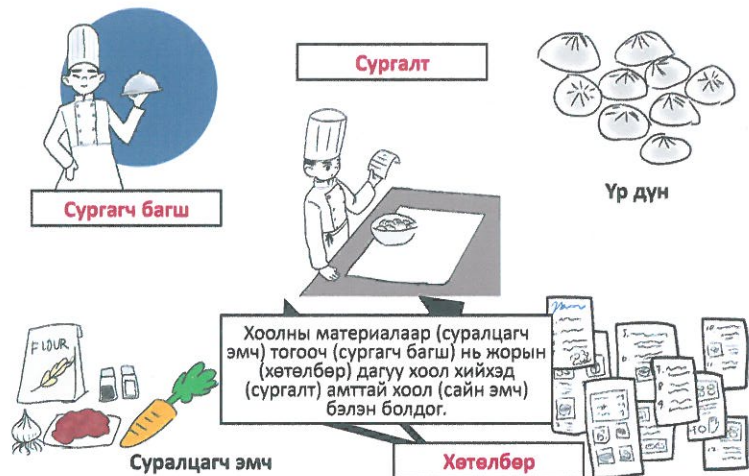 Сургалт
Сургагч багш
Үр дүн
FLOUR
Хоолны материалаар (суралцагч
эмч) тогооч (сургагч багш) нь жорын
(хөтөлбөр) дагуу хоол хийхэд
(сургалт) амттай хоол (сайн эмч)
бэлэн болдог.
Суралцагч эмч
Хөтөлбөр